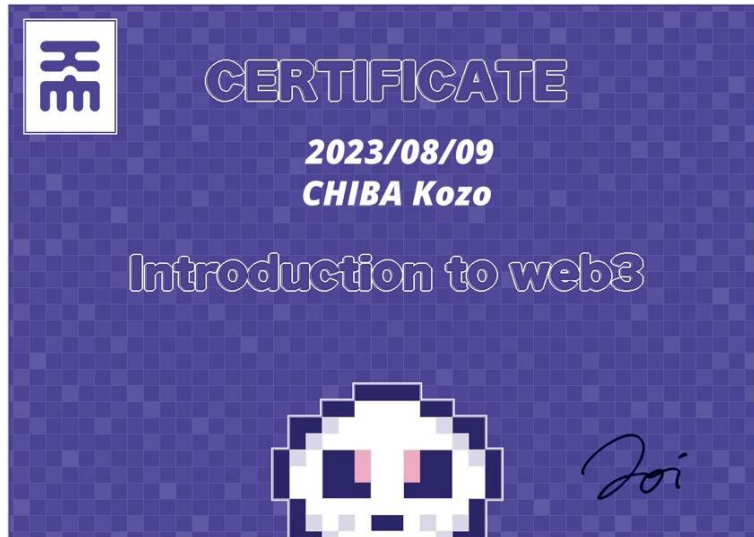 CERTIFICATE
2023/08/09
CHIBA Kozo
Introduction to web3
Joi